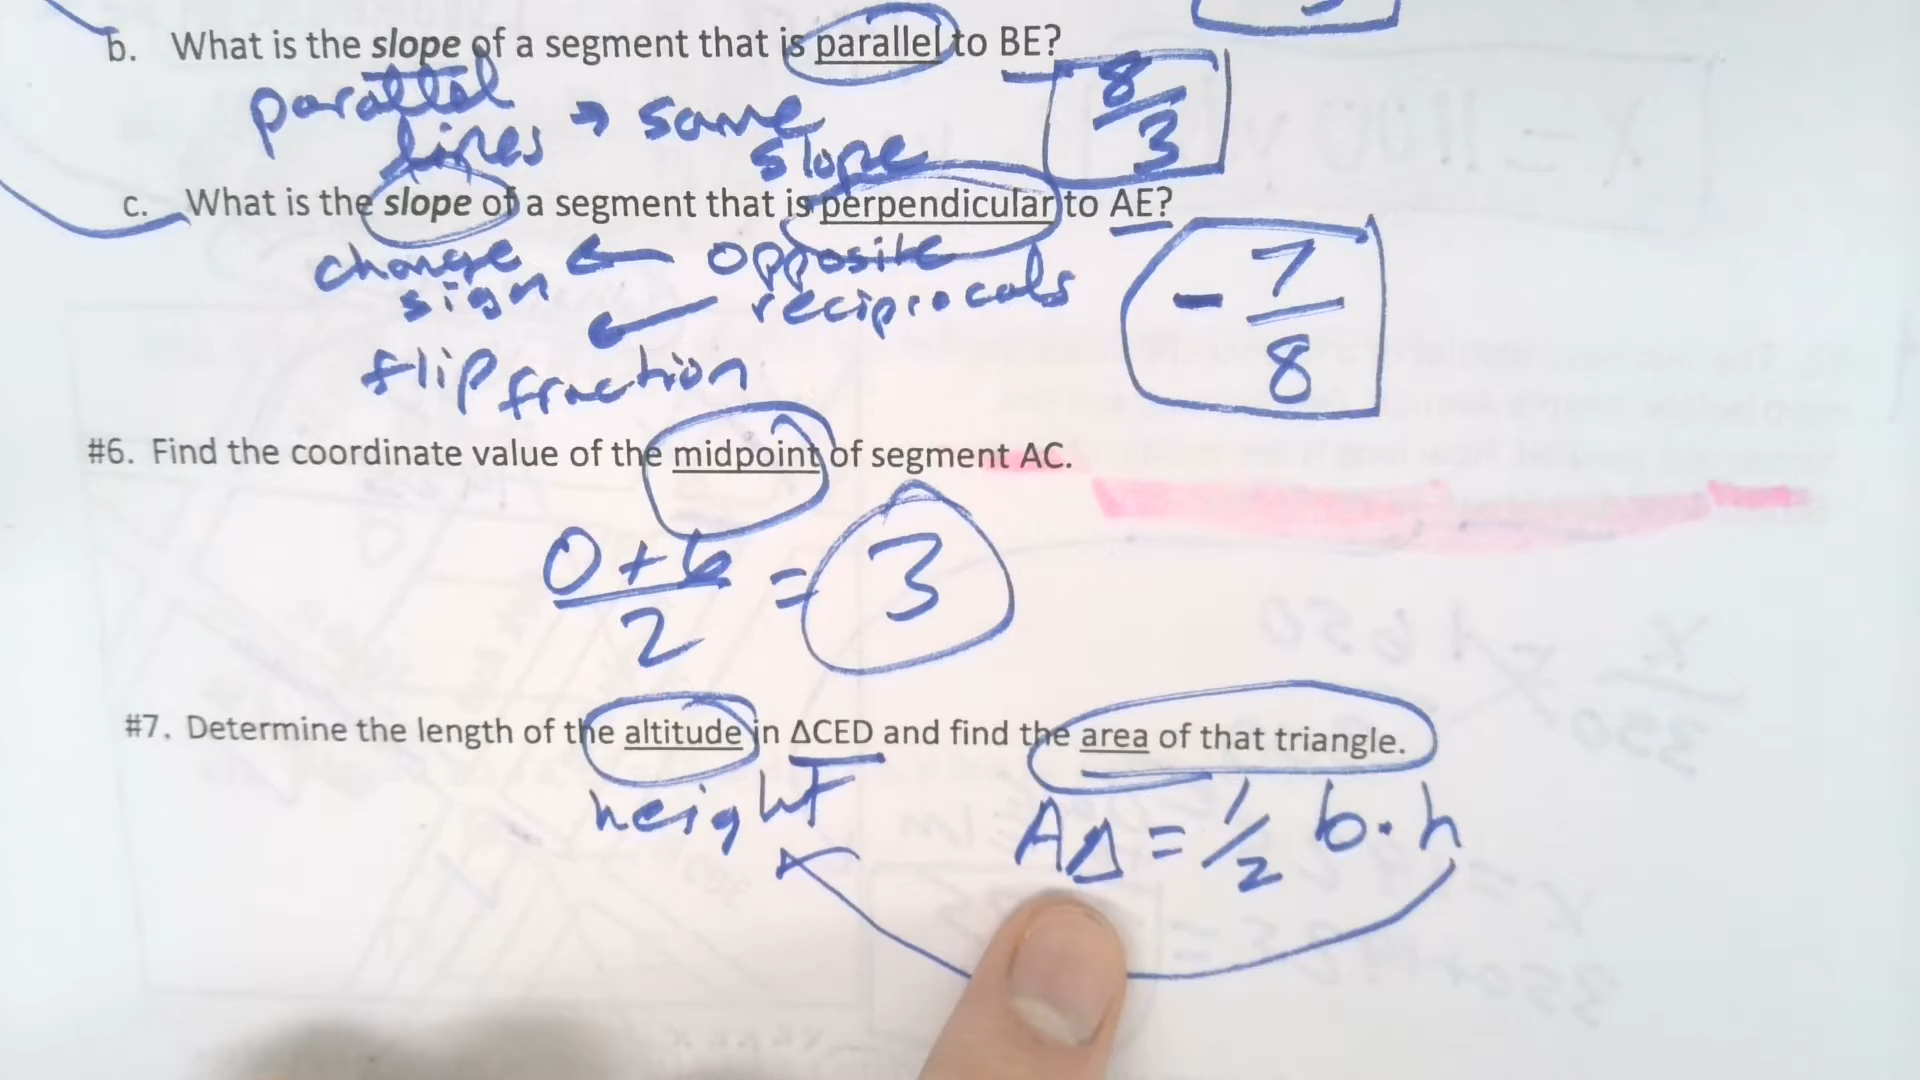 b. What is the slope of a segment that is parallel to BE?
8/3
parallel
lines → same
slope
c. What is the slope of a segment that is perpendicular to AE?
change ← opposite
sign reciprocals
- 7/8
flip fraction
#6. Find the coordinate value of the midpoint of segment AC.
0+6/2 = 3
#7. Determine the length of the altitude in ΔCED and find the area of that triangle.
height
AΔ = 1/2 b·h